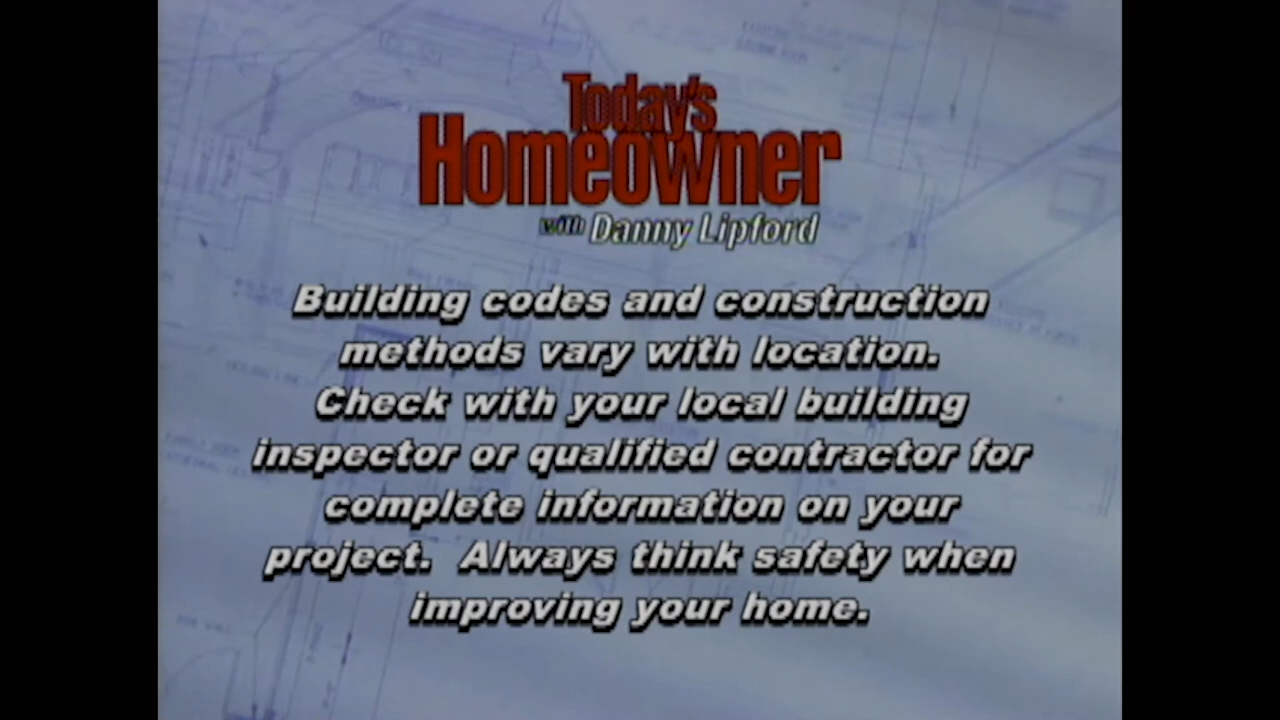 Today's
Homeowner
with Danny Lipford
Building codes and construction
methods vary with location.
Check with your local building
inspector or qualified contractor for
complete information on your
project. Always think safety when
improving your home.